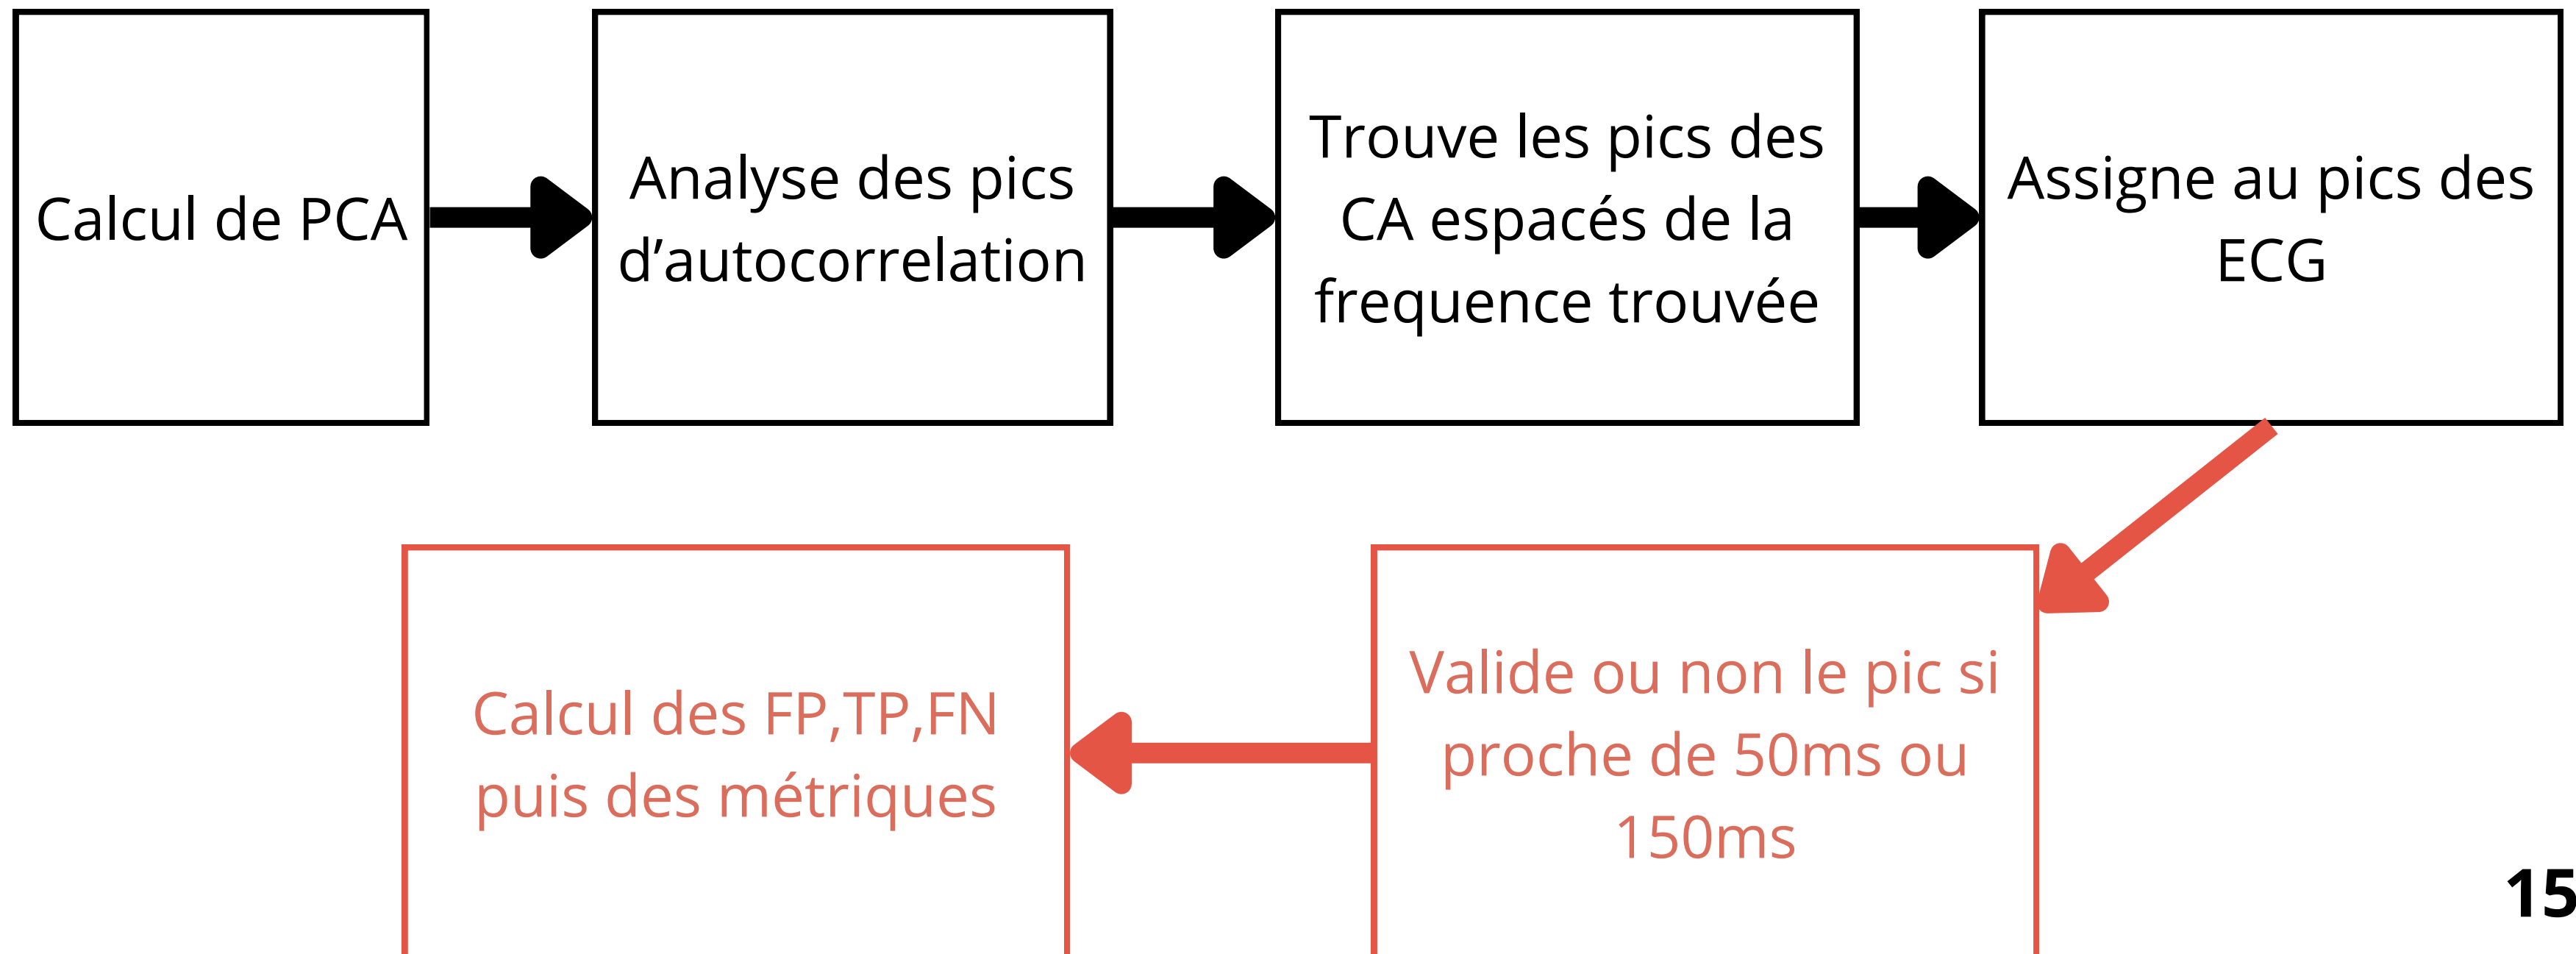 Calcul de PCA
Analyse des pics
d’autocorrelation
Trouve les pics des
CA espacés de la
frequence trouvée
Assigne au pics des
ECG
Valide ou non le pic si
proche de 50ms ou
150ms
Calcul des FP,TP,FN
puis des métriques
15